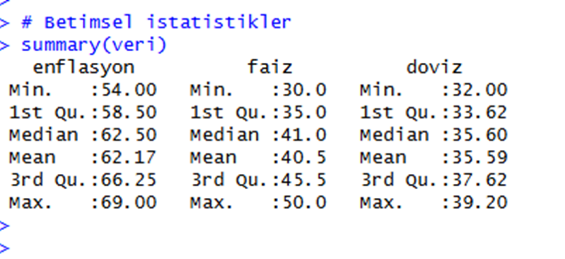 >
> # Betimsel istatistikler
> summary(veri)
enflasyon faiz doviz
Min. :54.00 Min. :30.0 Min. :32.00
1st Qu.:58.50 1st Qu.:35.0 1st Qu.:33.62
Median :62.50 Median :41.0 Median :35.60
Mean :62.17 Mean :40.5 Mean :35.59
3rd Qu.:66.25 3rd Qu.:45.5 3rd Qu.:37.62
Max. :69.00 Max. :50.0 Max. :39.20
>
>